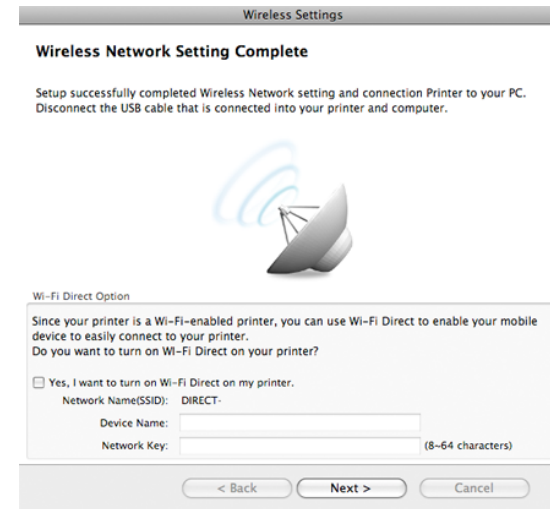 Wireless Settings
Wireless Network Setting Complete
Setup successfully completed Wireless Network setting and connection Printer to your PC.
Disconnect the USB cable that is connected into your printer and computer.
Wi-Fi Direct Option
Since your printer is a Wi-Fi-enabled printer, you can use Wi-Fi Direct to enable your mobile
device to easily connect to your printer.
Do you want to turn on Wi-Fi Direct on your printer?
Yes, I want to turn on Wi-Fi Direct on my printer.
Network Name(SSID): DIRECT-
Device Name:
Network Key: (8~64 characters)
< Back Next > Cancel